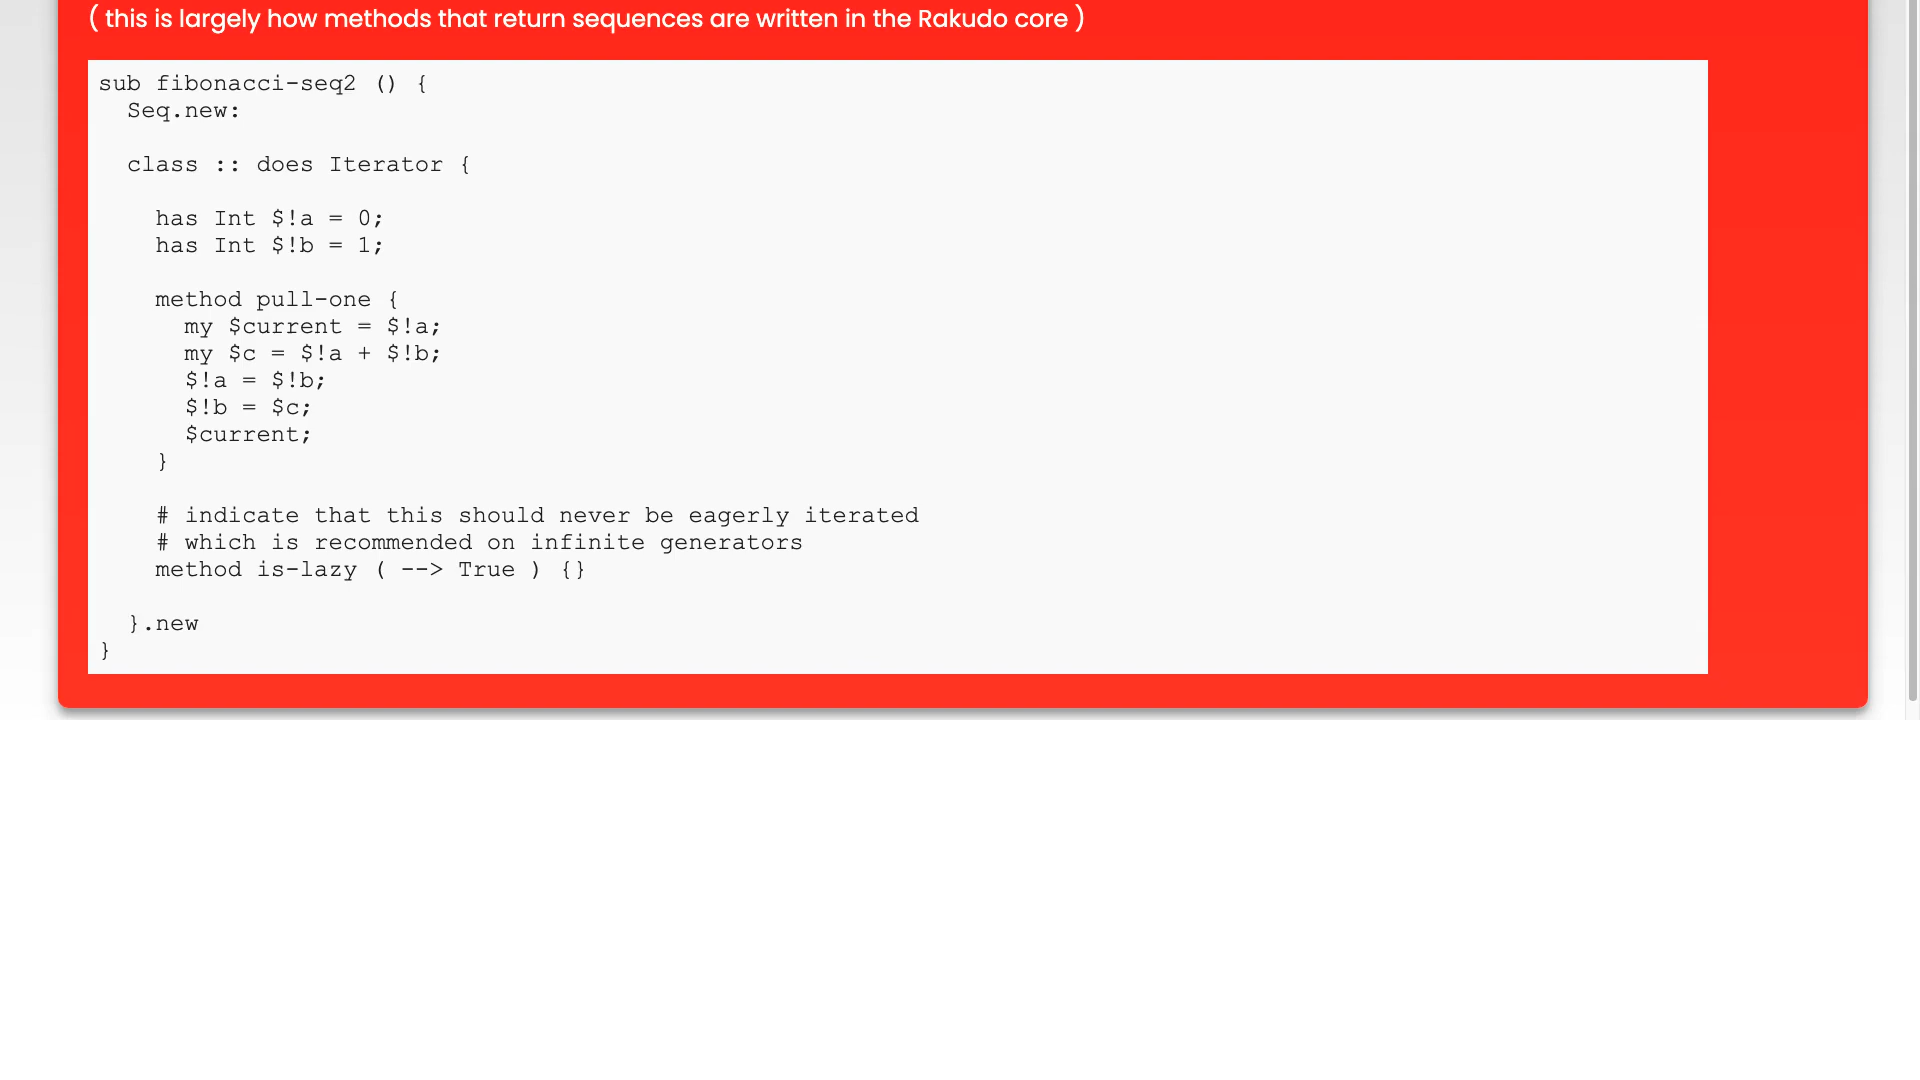 ( this is largely how methods that return sequences are written in the Rakudo core )
sub fibonacci-seq2 () {
  Seq.new:

  class :: does Iterator {

    has Int $!a = 0;
    has Int $!b = 1;

    method pull-one {
      my $current = $!a;
      my $c = $!a + $!b;
      $!a = $!b;
      $!b = $c;
      $current;
    }

    # indicate that this should never be eagerly iterated
    # which is recommended on infinite generators
    method is-lazy ( --> True ) {}

  }.new
}